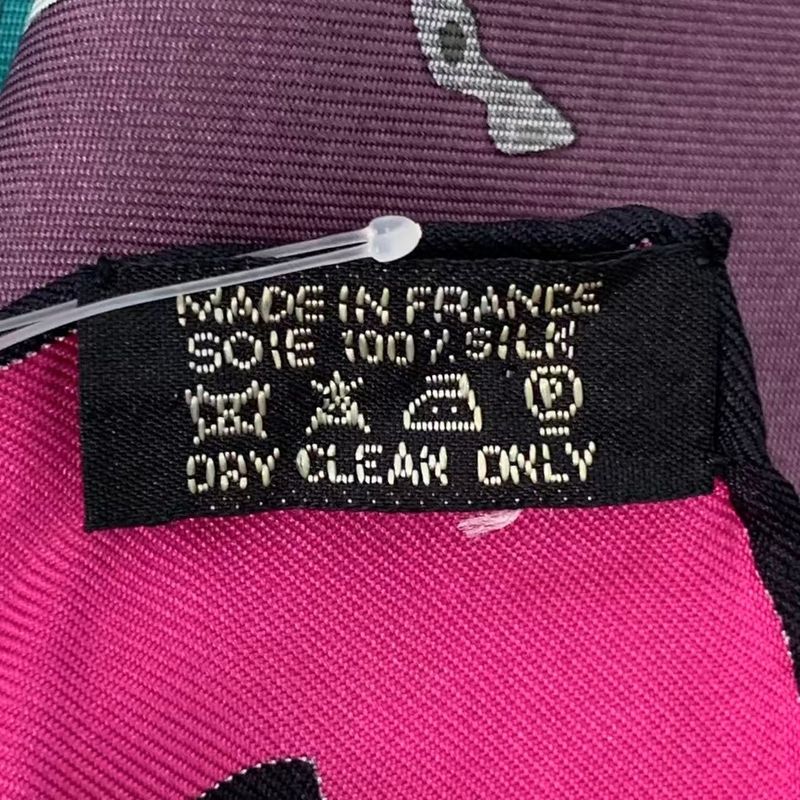 MADE IN FRANCE
SOIE 100% SILK
P
DRY CLEAN ONLY